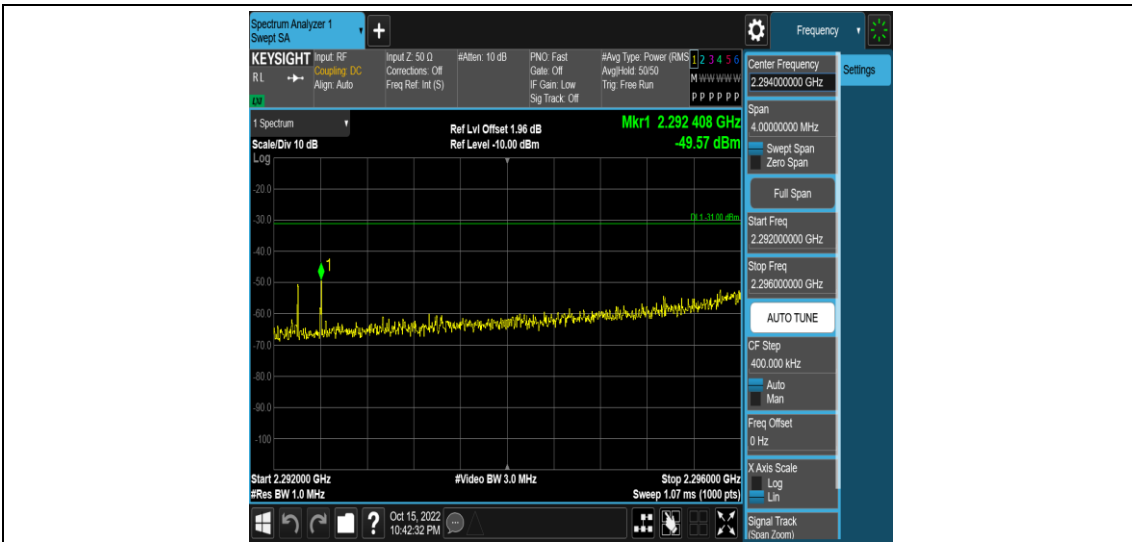 Spectrum Analyzer 1
Swept SA
+
Frequency
KEYSIGHT
RL
LXI
Input: RF
Coupling: DC
Align: Auto
Input Z: 50 Ω
Corrections: Off
Freq Ref: Int (S)
#Atten: 10 dB
PNO: Fast
Gate: Off
IF Gain: Low
Sig Track: Off
#Avg Type: Power (RMS
Avg|Hold: 50/50
Trig: Free Run
1 2 3 4 5 6
M W W W W W
P P P P P P
1 Spectrum
Scale/Div 10 dB
Log
Ref Lvl Offset 1.96 dB
Ref Level -10.00 dBm
Mkr1 2.292 408 GHz
-49.57 dBm
-20.0
-30.0
DL1 -31.00 dBm
-40.0
1
-50.0
-60.0
-70.0
-80.0
-90.0
-100
Start 2.292000 GHz
#Res BW 1.0 MHz
#Video BW 3.0 MHz
Stop 2.296000 GHz
Sweep 1.07 ms (1000 pts)
Center Frequency
2.294000000 GHz
Settings
Span
4.00000000 MHz
Swept Span
Zero Span
Full Span
Start Freq
2.292000000 GHz
Stop Freq
2.296000000 GHz
AUTO TUNE
CF Step
400.000 kHz
Auto
Man
Freq Offset
0 Hz
X Axis Scale
Log
Lin
Signal Track
(Span Zoom)
?
Oct 15, 2022
10:42:32 PM